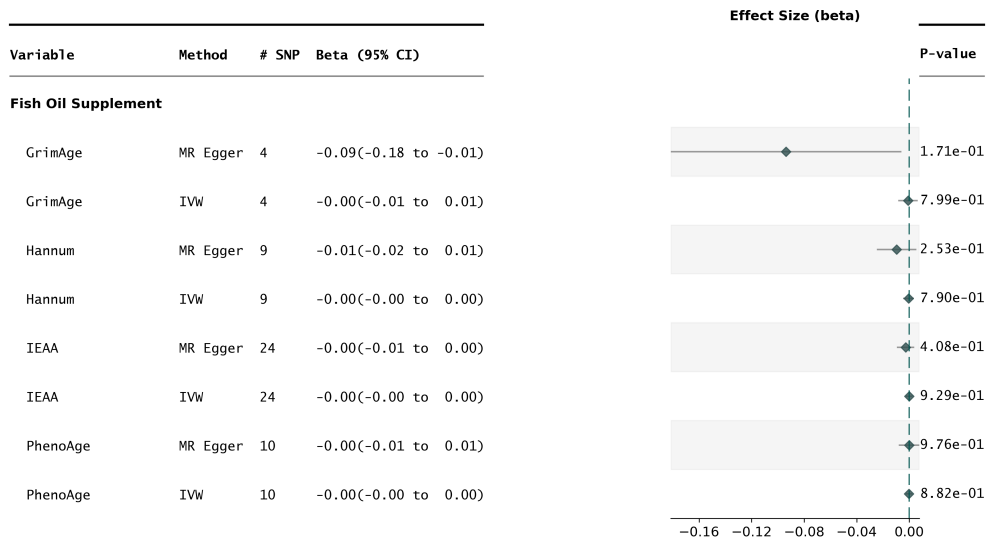 Effect Size (beta)
Variable Method # SNP Beta (95% CI) P-value
Fish Oil Supplement
GrimAge MR Egger 4 −0.09(−0.18 to −0.01) 1.71e−01
GrimAge IVW 4 −0.00(−0.01 to 0.01) 7.99e−01
Hannum MR Egger 9 −0.01(−0.02 to 0.01) 2.53e−01
Hannum IVW 9 −0.00(−0.00 to 0.00) 7.90e−01
IEAA MR Egger 24 −0.00(−0.01 to 0.00) 4.08e−01
IEAA IVW 24 −0.00(−0.00 to 0.00) 9.29e−01
PhenoAge MR Egger 10 −0.00(−0.01 to 0.01) 9.76e−01
PhenoAge IVW 10 −0.00(−0.00 to 0.00) 8.82e−01
−0.16 −0.12 −0.08 −0.04 0.00